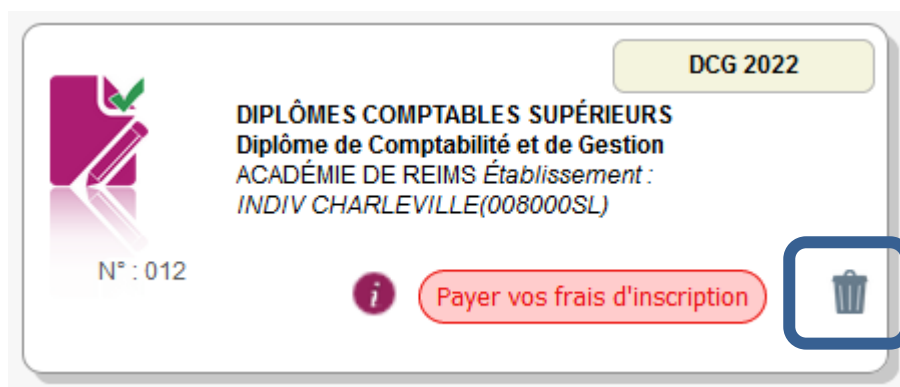 DCG 2022
DIPLÔMES COMPTABLES SUPÉRIEURS
Diplôme de Comptabilité et de Gestion
ACADÉMIE DE REIMS Établissement :
INDIV CHARLEVILLE(008000SL)
N° : 012
i
Payer vos frais d'inscription